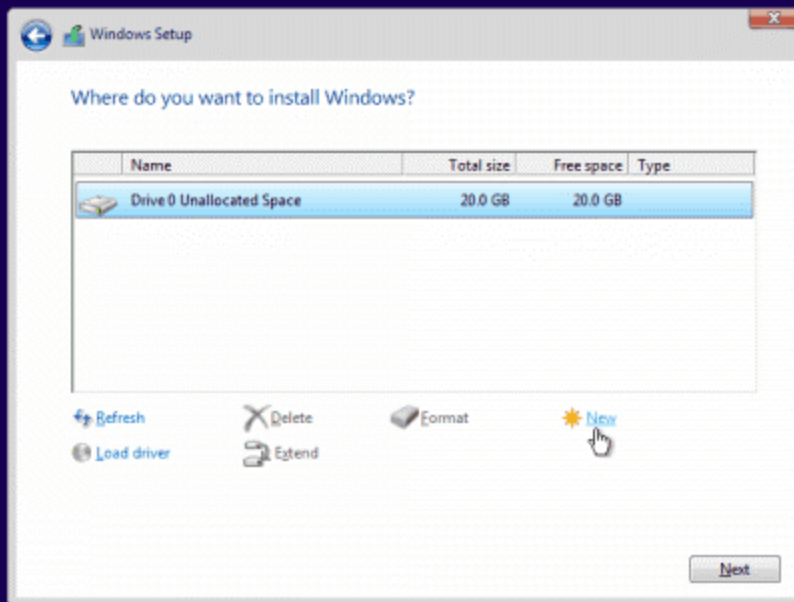 Windows Setup
Where do you want to install Windows?
Name Total size Free space Type
Drive 0 Unallocated Space 20.0 GB 20.0 GB
Refresh Delete Format New
Load driver Extend
Next